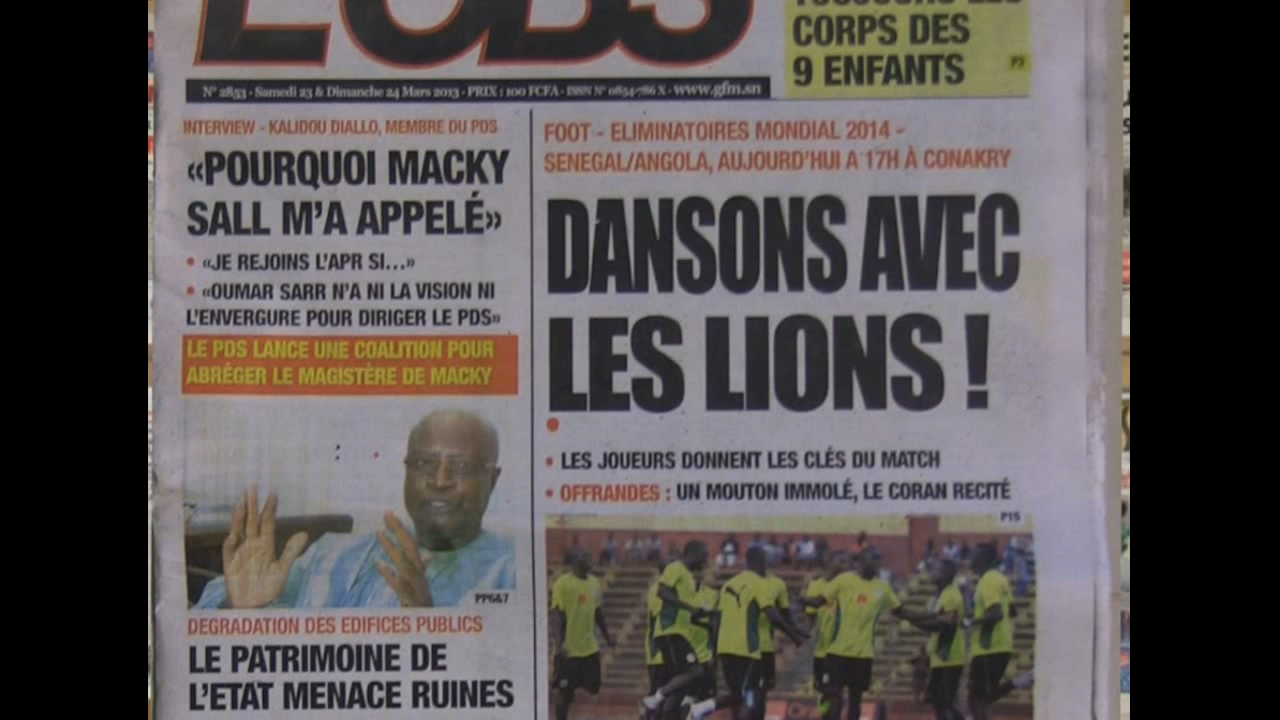 L'OBS
TOUJOURS LES
CORPS DES
9 ENFANTS
P3
N° 2853 - Samedi 23 & Dimanche 24 Mars 2013 - PRIX : 100 FCFA - ISSN N° 0854-786 X - www.gfm.sn
INTERVIEW - KALIDOU DIALLO, MEMBRE DU PDS
«POURQUOI MACKY
SALL M'A APPELÉ»
• «JE REJOINS L'APR SI...»
• «OUMAR SARR N'A NI LA VISION NI
L'ENVERGURE POUR DIRIGER LE PDS»
LE PDS LANCE UNE COALITION POUR
ABRÉGER LE MAGISTÈRE DE MACKY
PP6&7
DEGRADATION DES EDIFICES PUBLICS
LE PATRIMOINE DE
L'ETAT MENACE RUINES
FOOT - ELIMINATOIRES MONDIAL 2014 -
SENEGAL/ANGOLA, AUJOURD'HUI A 17H À CONAKRY
DANSONS AVEC
LES LIONS !
• LES JOUEURS DONNENT LES CLÉS DU MATCH
• OFFRANDES : UN MOUTON IMMOLÉ, LE CORAN RECITÉ
P15